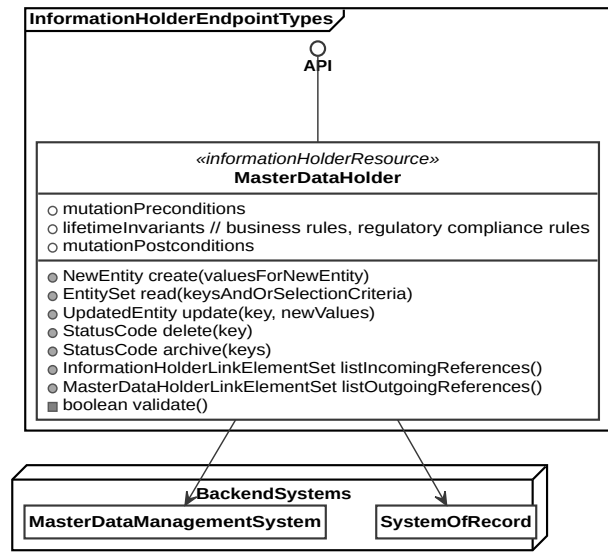 InformationHolderEndpointTypes
API
«informationHolderResource»
MasterDataHolder
mutationPreconditions
lifetimeInvariants // business rules, regulatory compliance rules
mutationPostconditions
NewEntity create(valuesForNewEntity)
EntitySet read(keysAndOrSelectionCriteria)
UpdatedEntity update(key, newValues)
StatusCode delete(key)
StatusCode archive(keys)
InformationHolderLinkElementSet listIncomingReferences()
MasterDataHolderLinkElementSet listOutgoingReferences()
boolean validate()
BackendSystems
MasterDataManagementSystem
SystemOfRecord